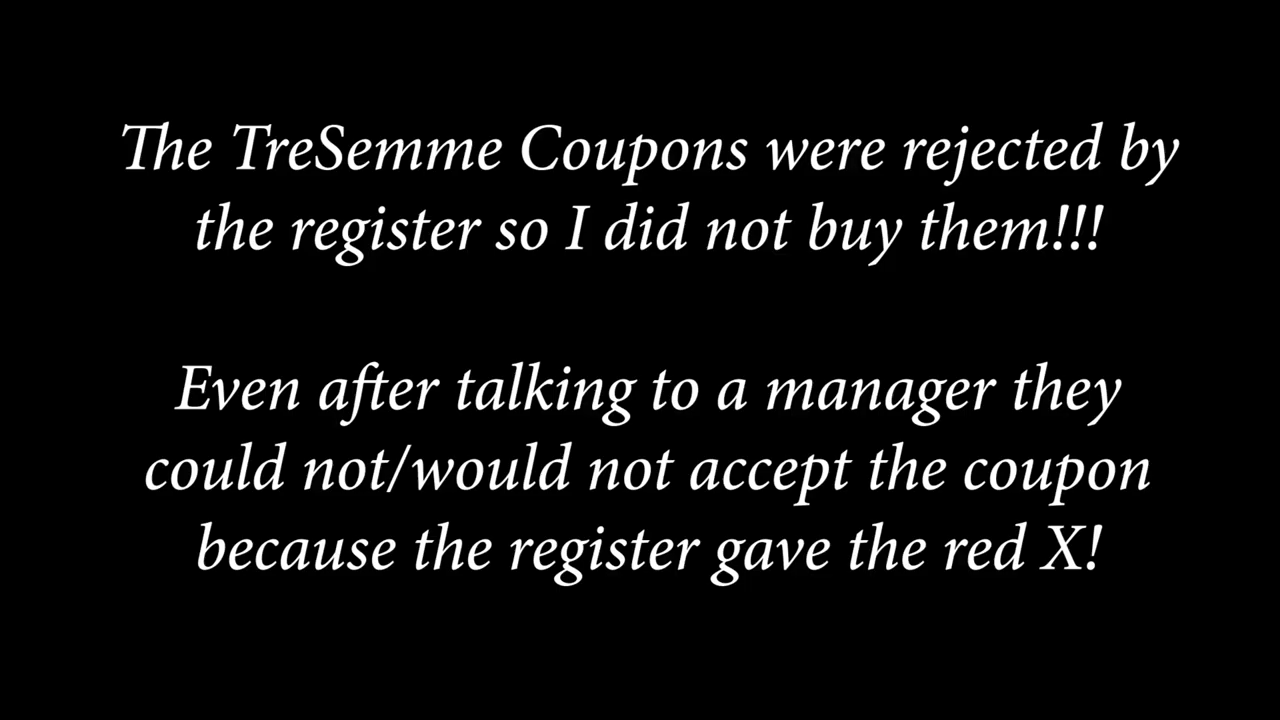 The TreSemme Coupons were rejected by
the register so I did not buy them!!!
Even after talking to a manager they
could not/would not accept the coupon
because the register gave the red X!